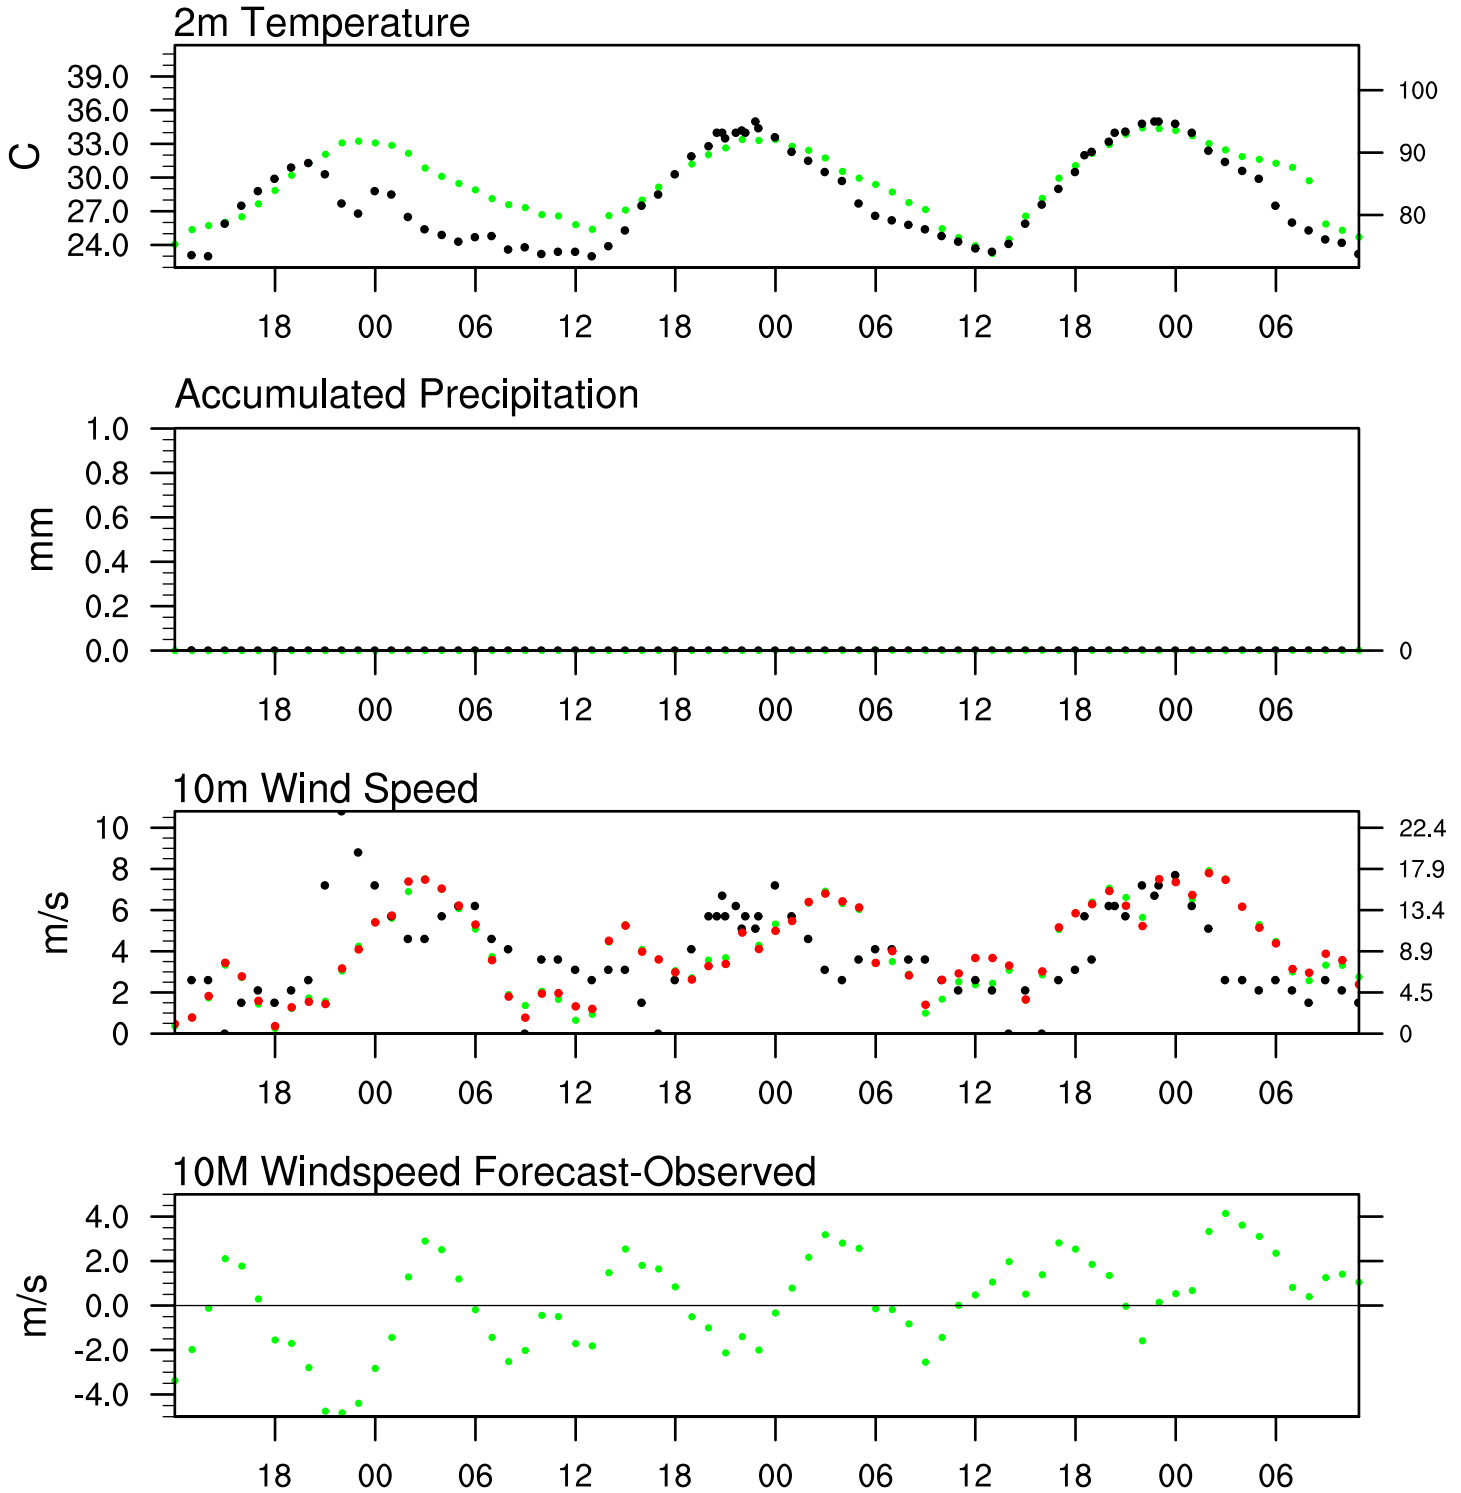 2m Temperature
C
39.0
36.0
33.0
30.0
27.0
24.0
100
90
80
18 00 06 12 18 00 06 12 18 00 06
Accumulated Precipitation
mm
1.0
0.8
0.6
0.4
0.2
0.0
0
18 00 06 12 18 00 06 12 18 00 06
10m Wind Speed
m/s
10
8
6
4
2
0
22.4
17.9
13.4
8.9
4.5
0
18 00 06 12 18 00 06 12 18 00 06
10M Windspeed Forecast-Observed
m/s
4.0
2.0
0.0
-2.0
-4.0
18 00 06 12 18 00 06 12 18 00 06